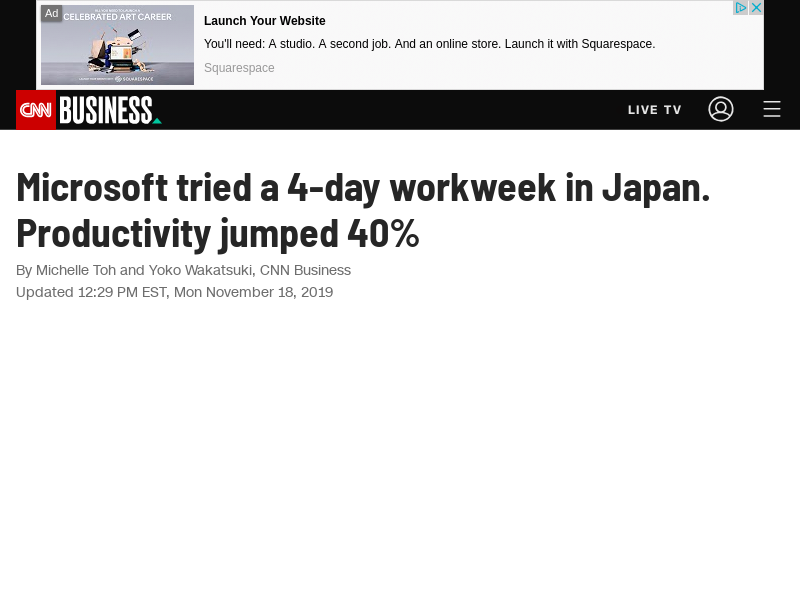 Ad
CELEBRATED ART CAREER
SQUARESPACE
Launch Your Website
You'll need: A studio. A second job. And an online store. Launch it with Squarespace.
Squarespace
CNN BUSINESS
LIVE TV
Microsoft tried a 4-day workweek in Japan.
Productivity jumped 40%
By Michelle Toh and Yoko Wakatsuki, CNN Business
Updated 12:29 PM EST, Mon November 18, 2019